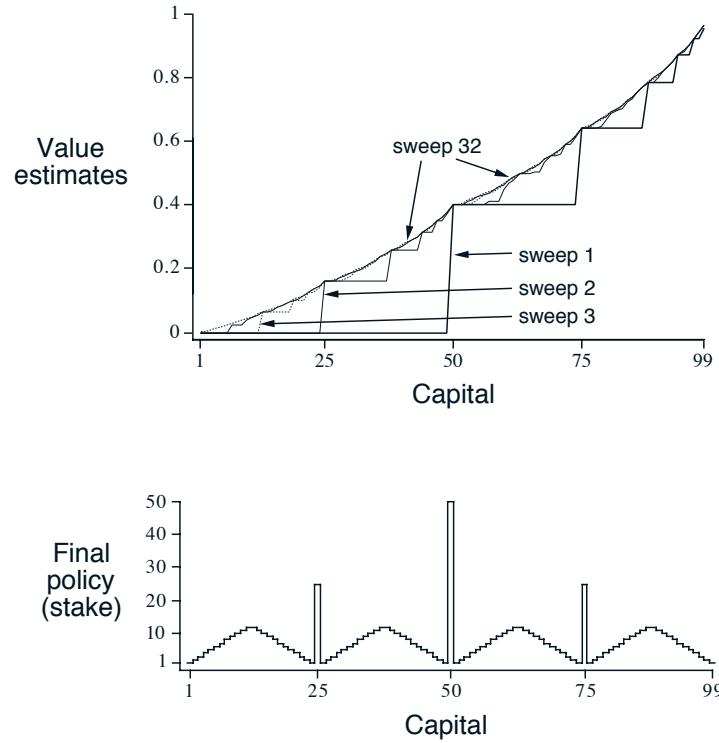 1
0.8
0.6
0.4
0.2
0
Value
estimates
sweep 32
sweep 1
sweep 2
sweep 3
1 25 50 75 99
Capital
50
40
30
20
10
1
Final
policy
(stake)
1 25 50 75 99
Capital